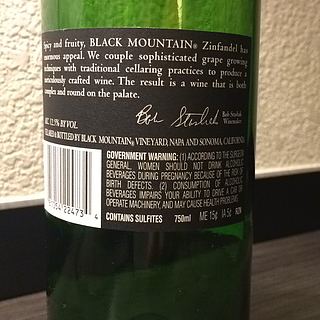 Spicy and fruity, BLACK MOUNTAIN® Zinfandel has
enormous appeal. We couple sophisticated grape growing
techniques with traditional cellaring practices to produce a
meticulously crafted wine. The result is a wine that is both
complex and round on the palate.
Bob Stashak
Winemaker
ALC. 12.5% BY VOL.
CELLARED & BOTTLED BY BLACK MOUNTAIN® VINEYARD, NAPA AND SONOMA, CALIFORNIA
GOVERNMENT WARNING: (1) ACCORDING TO THE SURGEON
GENERAL, WOMEN SHOULD NOT DRINK ALCOHOLIC
BEVERAGES DURING PREGNANCY BECAUSE OF THE RISK OF
BIRTH DEFECTS. (2) CONSUMPTION OF ALCOHOLIC
BEVERAGES IMPAIRS YOUR ABILITY TO DRIVE A CAR OR
OPERATE MACHINERY, AND MAY CAUSE HEALTH PROBLEMS.
22473 4
CONTAINS SULFITES 750ml ME 15¢ IA 5¢